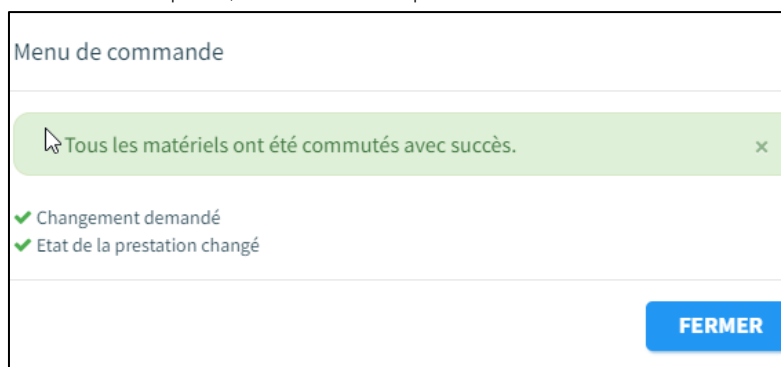 Menu de commande
Tous les matériels ont été commutés avec succès. ×
Changement demandé
Etat de la prestation changé
FERMER